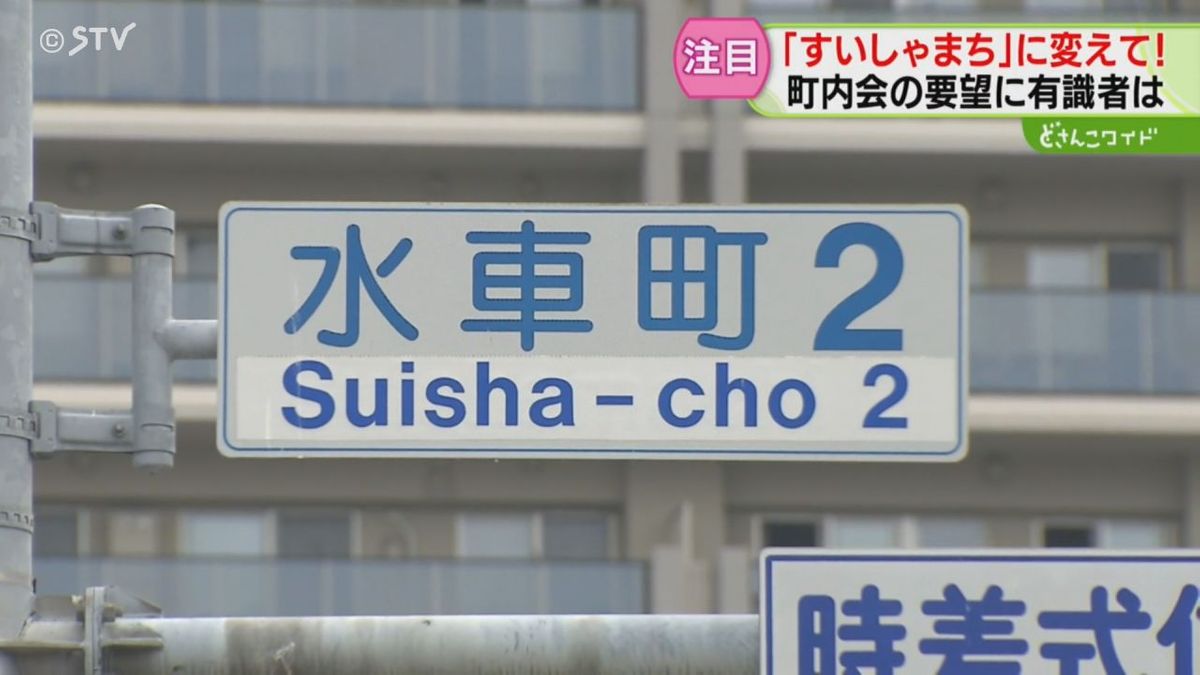 ©STV
注目
「すいしゃまち」に変えて!
町内会の要望に有識者は
どさんこワイド
水車町2
Suisha-cho 2
時差式